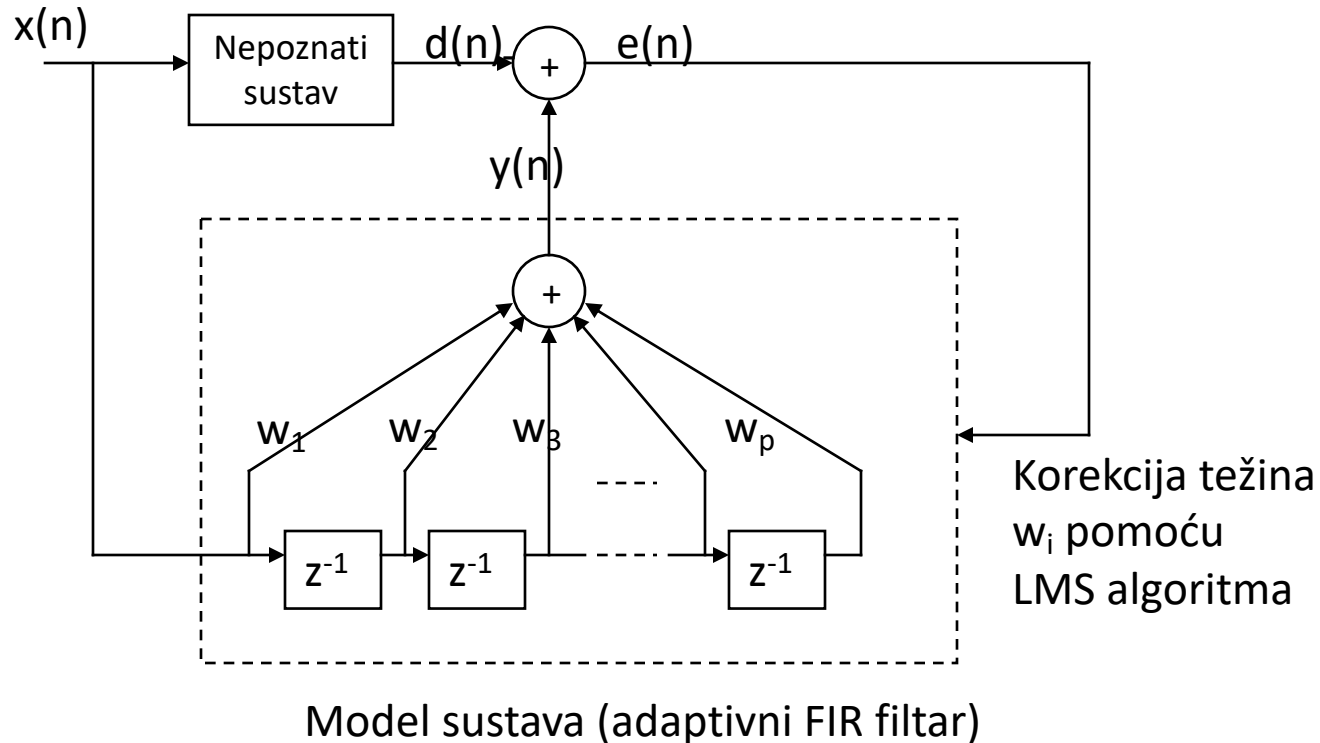 x(n)
Nepoznati
sustav
d(n)
-
+
e(n)
y(n)
+
w₁
w₂
w₃
wₚ
z⁻¹
z⁻¹
z⁻¹
Korekcija težina
wᵢ pomoću
LMS algoritma
Model sustava (adaptivni FIR filtar)